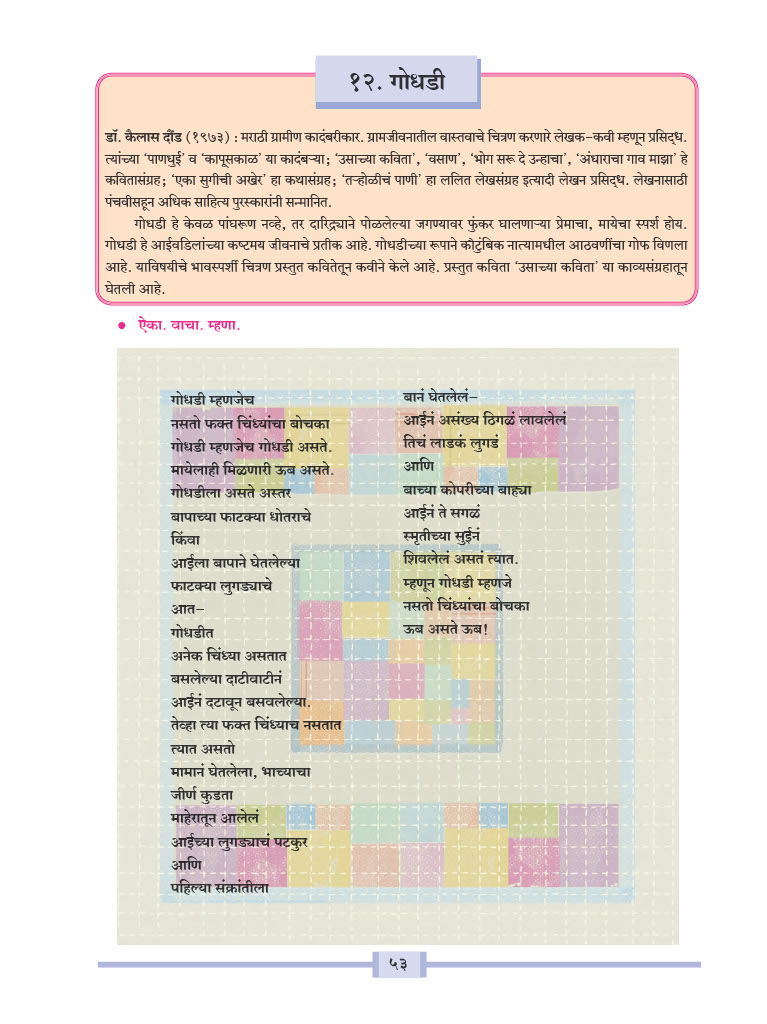 १२. गोधडी
डॉ. कैलास दौंड (१९७३) : मराठी ग्रामीण कादंबरीकार. ग्रामजीवनातील वास्तवाचे चित्रण करणारे लेखक-कवी म्हणून प्रसिद्ध.
त्यांच्या ‘पाणधुई’ व ‘कापूसकाळ’ या कादंबऱ्या; ‘उसाच्या कविता’, ‘वसाण’, ‘भोग सरू दे उन्हाचा’, ‘अंधाराचा गाव माझा’ हे
कवितासंग्रह; ‘एका सुगीची अखेर’ हा कथासंग्रह; ‘तऱ्होळीचं पाणी’ हा ललित लेखसंग्रह इत्यादी लेखन प्रसिद्ध. लेखनासाठी
पंचवीसहून अधिक साहित्य पुरस्कारांनी सन्मानित.
गोधडी हे केवळ पांघरूण नव्हे, तर दारिद्र्याने पोळलेल्या जगण्यावर फुंकर घालणाऱ्या प्रेमाचा, मायेचा स्पर्श होय.
गोधडी हे आईवडिलांच्या कष्टमय जीवनाचे प्रतीक आहे. गोधडीच्या रूपाने कौटुंबिक नात्यामधील आठवणींचा गोफ विणला
आहे. याविषयीचे भावस्पर्शी चित्रण प्रस्तुत कवितेतून कवीने केले आहे. प्रस्तुत कविता ‘उसाच्या कविता’ या काव्यसंग्रहातून
घेतली आहे.
● ऐका. वाचा. म्हणा.
गोधडी म्हणजेच
नसतो फक्त चिंध्यांचा बोचका
गोधडी म्हणजेच गोधडी असते.
मायेलाही मिळणारी ऊब असते.
गोधडीला असते अस्तर
बापाच्या फाटक्या धोतराचे
किंवा
आईला बापाने घेतलेल्या
फाटक्या लुगड्याचे
आत-
गोधडीत
अनेक चिंध्या असतात
बसलेल्या दाटीवाटीनं
आईनं दटावून बसवलेल्या.
तेव्हा त्या फक्त चिंध्याच नसतात
त्यात असतो
मामानं घेतलेला, भाच्याचा
जीर्ण कुडता
माहेरातून आलेलं
आईच्या लुगड्याचं पटकुर
आणि
पहिल्या संक्रांतीला
बानं घेतलेलं-
आईनं असंख्य ठिगळं लावलेलं
तिचं लाडकं लुगडं
आणि
बाच्या कोपरीच्या बाह्या
आईनं ते सगळं
स्मृतीच्या सुईनं
शिवलेलं असतं त्यात.
म्हणून गोधडी म्हणजे
नसतो चिंध्यांचा बोचका
ऊब असते ऊब!
५३